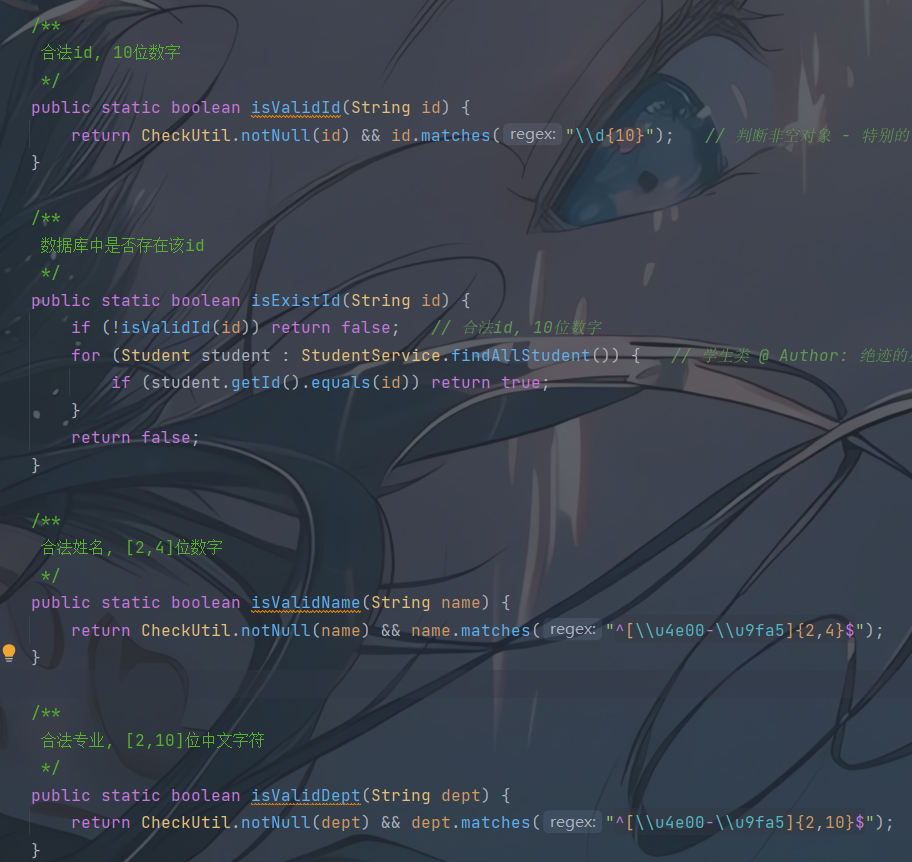 /**
合法id, 10位数字
*/
public static boolean isValidId(String id) {
return CheckUtil.notNull(id) && id.matches( regex: "\\d{10}"); // 判断非空对象 - 特别的
}
/**
数据库中是否存在该id
*/
public static boolean isExistId(String id) {
if (!isValidId(id)) return false; // 合法id, 10位数字
for (Student student : StudentService.findAllStudent()) { // 学生类 @ Author: 绝迹的
if (student.getId().equals(id)) return true;
}
return false;
}
/**
合法姓名, [2,4]位数字
*/
public static boolean isValidName(String name) {
return CheckUtil.notNull(name) && name.matches( regex: "^[\\u4e00-\\u9fa5]{2,4}$");
}
/**
合法专业, [2,10]位中文字符
*/
public static boolean isValidDept(String dept) {
return CheckUtil.notNull(dept) && dept.matches( regex: "^[\\u4e00-\\u9fa5]{2,10}$");
}